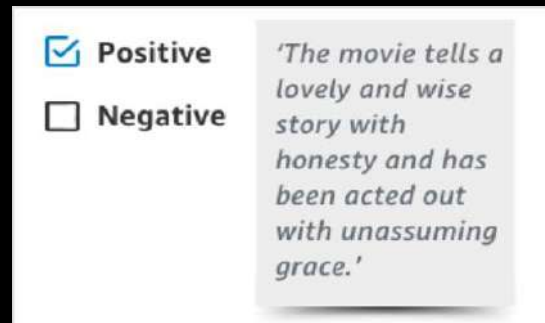 Positive
Negative
'The movie tells a
lovely and wise
story with
honesty and has
been acted out
with unassuming
grace.'